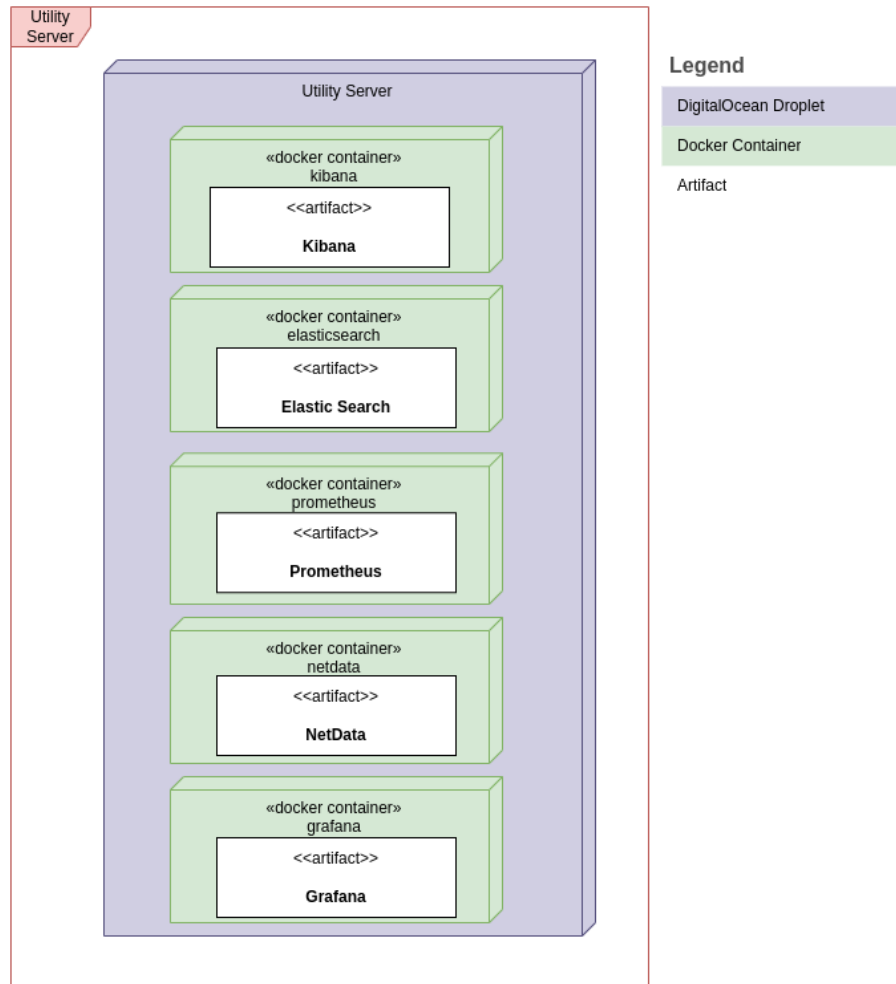 Utility
Server
Utility Server
«docker container»
kibana
<<artifact>>
Kibana
«docker container»
elasticsearch
<<artifact>>
Elastic Search
«docker container»
prometheus
<<artifact>>
Prometheus
«docker container»
netdata
<<artifact>>
NetData
«docker container»
grafana
<<artifact>>
Grafana
Legend
DigitalOcean Droplet
Docker Container
Artifact